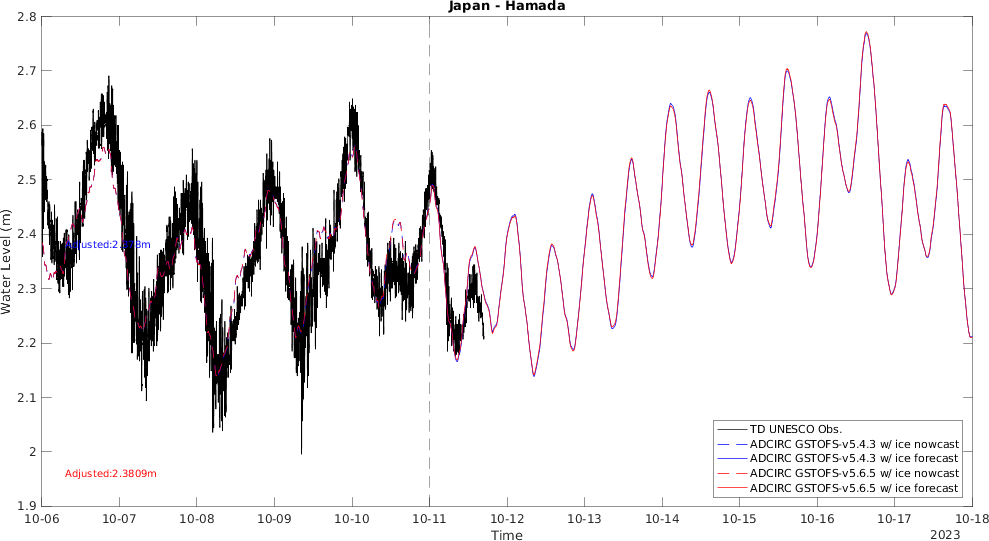 Japan - Hamada
Water Level (m)
2.8
2.7
2.6
2.5
2.4
2.3
2.2
2.1
2
1.9
Adjusted:2.3809m
TD UNESCO Obs.
ADCIRC GSTOFS-v5.4.3 w/ ice nowcast
ADCIRC GSTOFS-v5.4.3 w/ ice forecast
ADCIRC GSTOFS-v5.6.5 w/ ice nowcast
ADCIRC GSTOFS-v5.6.5 w/ ice forecast
10-06 10-07 10-08 10-09 10-10 10-11 10-12 10-13 10-14 10-15 10-16 10-17 10-18
Time
2023